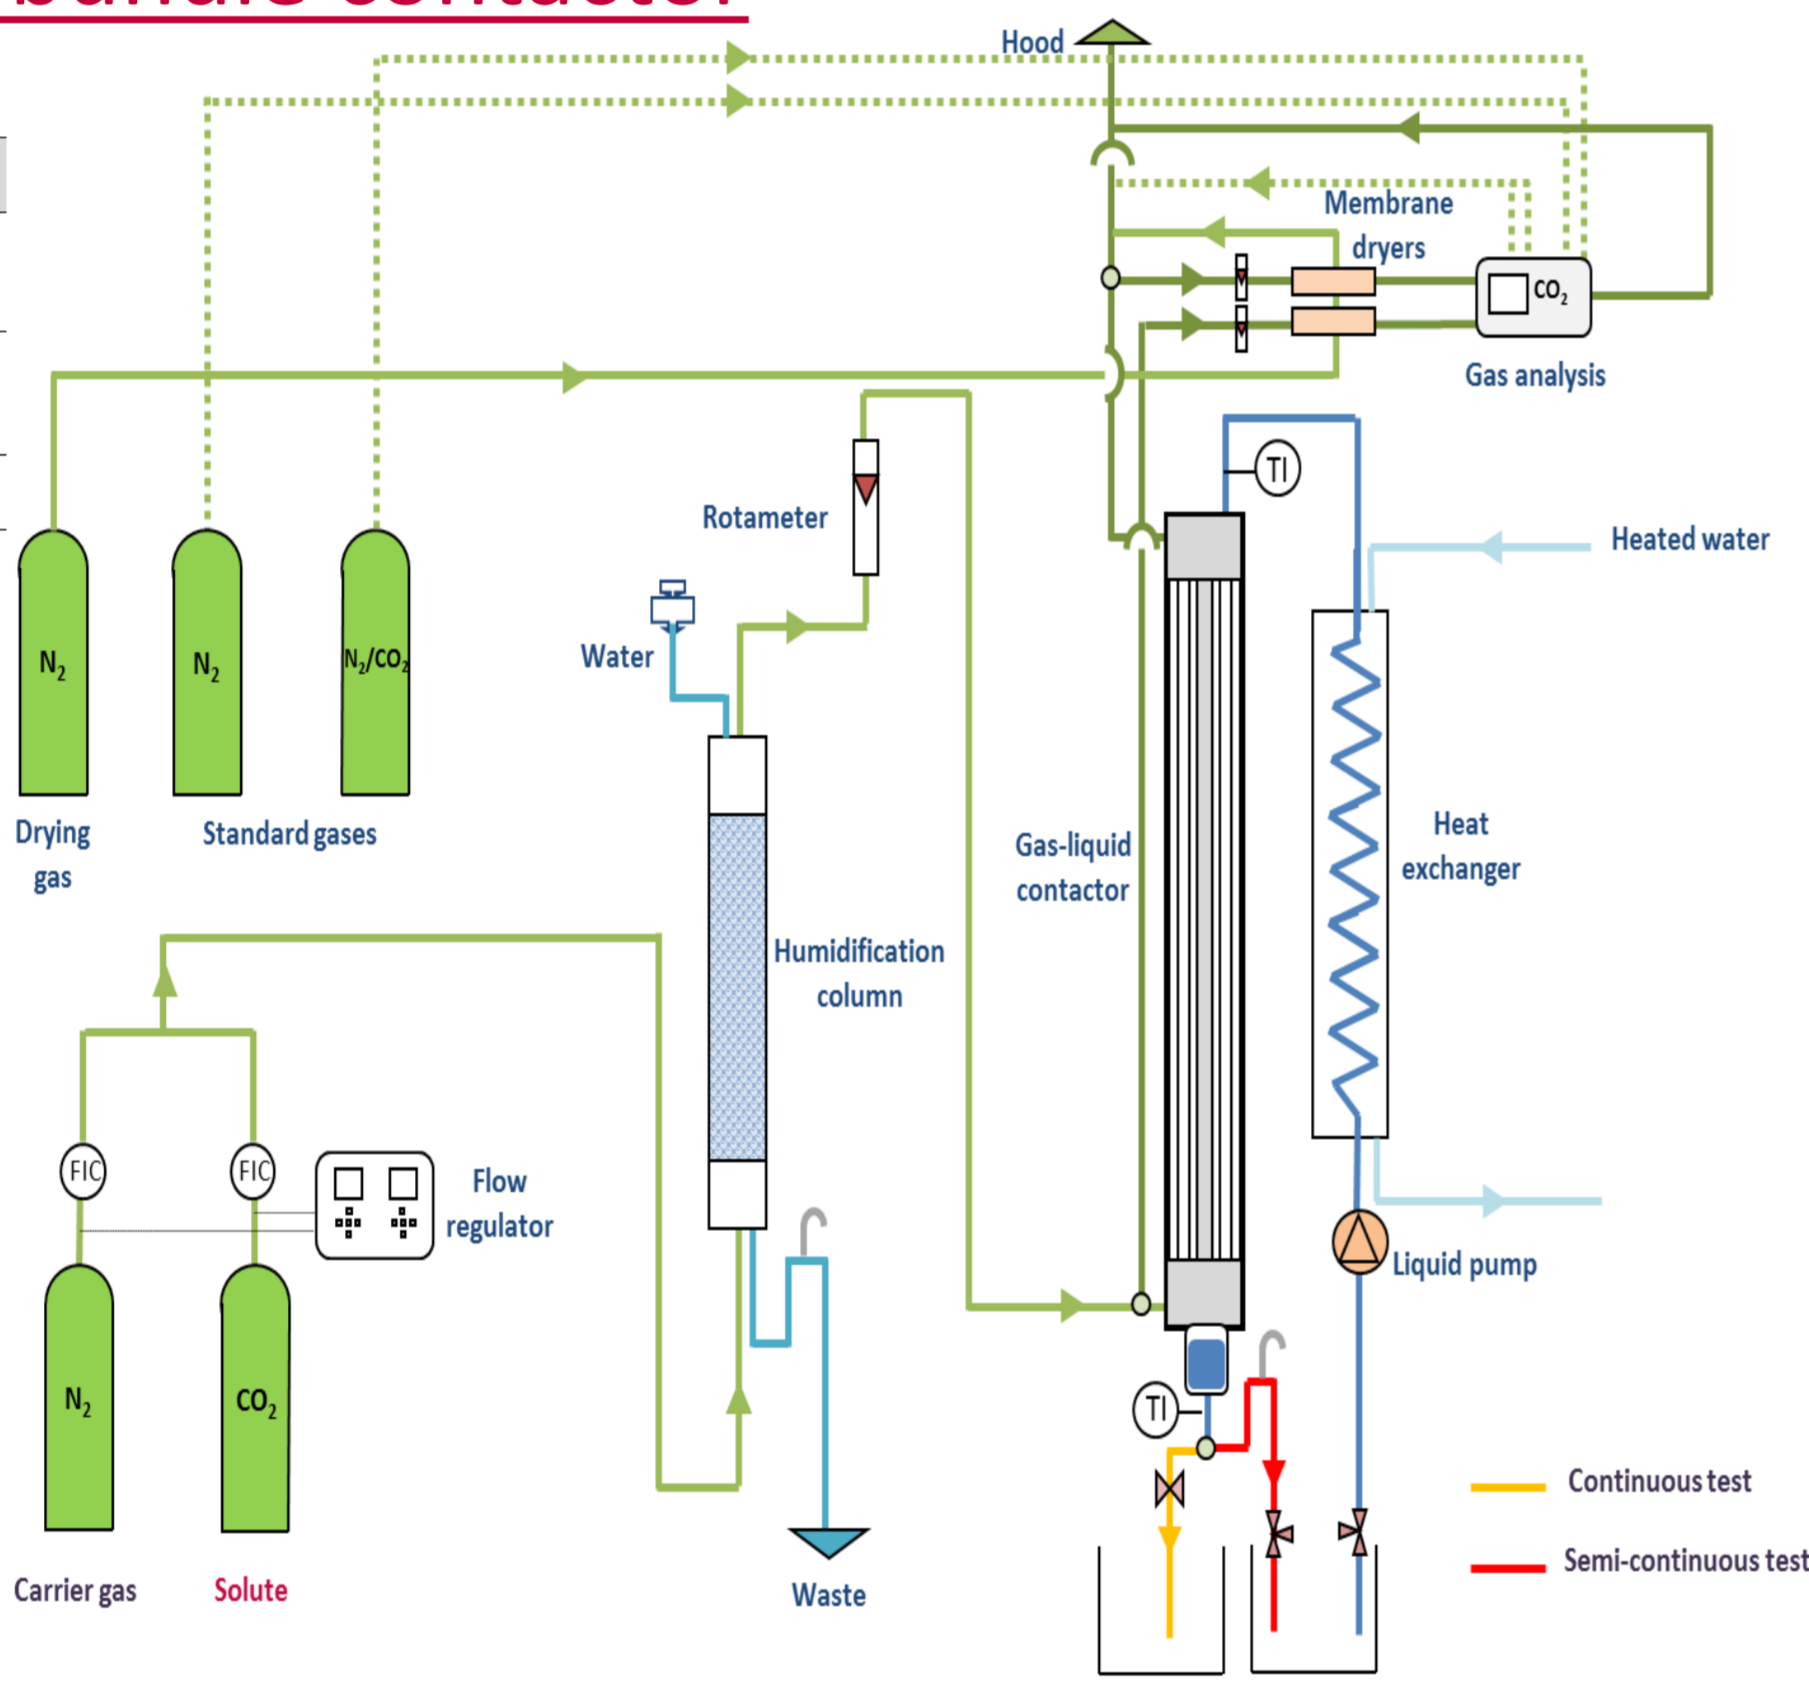 bundle contactor
Hood
Membrane
dryers
CO2
Gas analysis
TI
Rotameter
Heated water
Water
N2
N2
N2/CO2
Drying
gas
Standard gases
Heat
exchanger
Gas-liquid
contactor
Humidification
column
FIC
FIC
Flow
regulator
Liquid pump
N2
CO2
TI
Continuous test
Semi-continuous test
Carrier gas
Solute
Waste